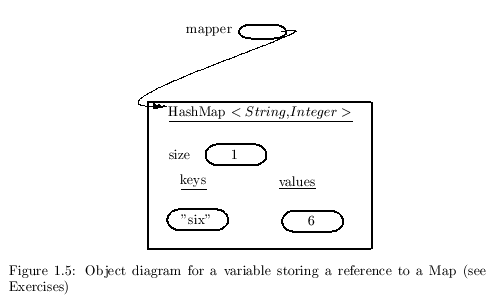 mapper
HashMap <String,Integer>
size 1
keys values
"six" 6
Figure 1.5: Object diagram for a variable storing a reference to a Map (see
Exercises)